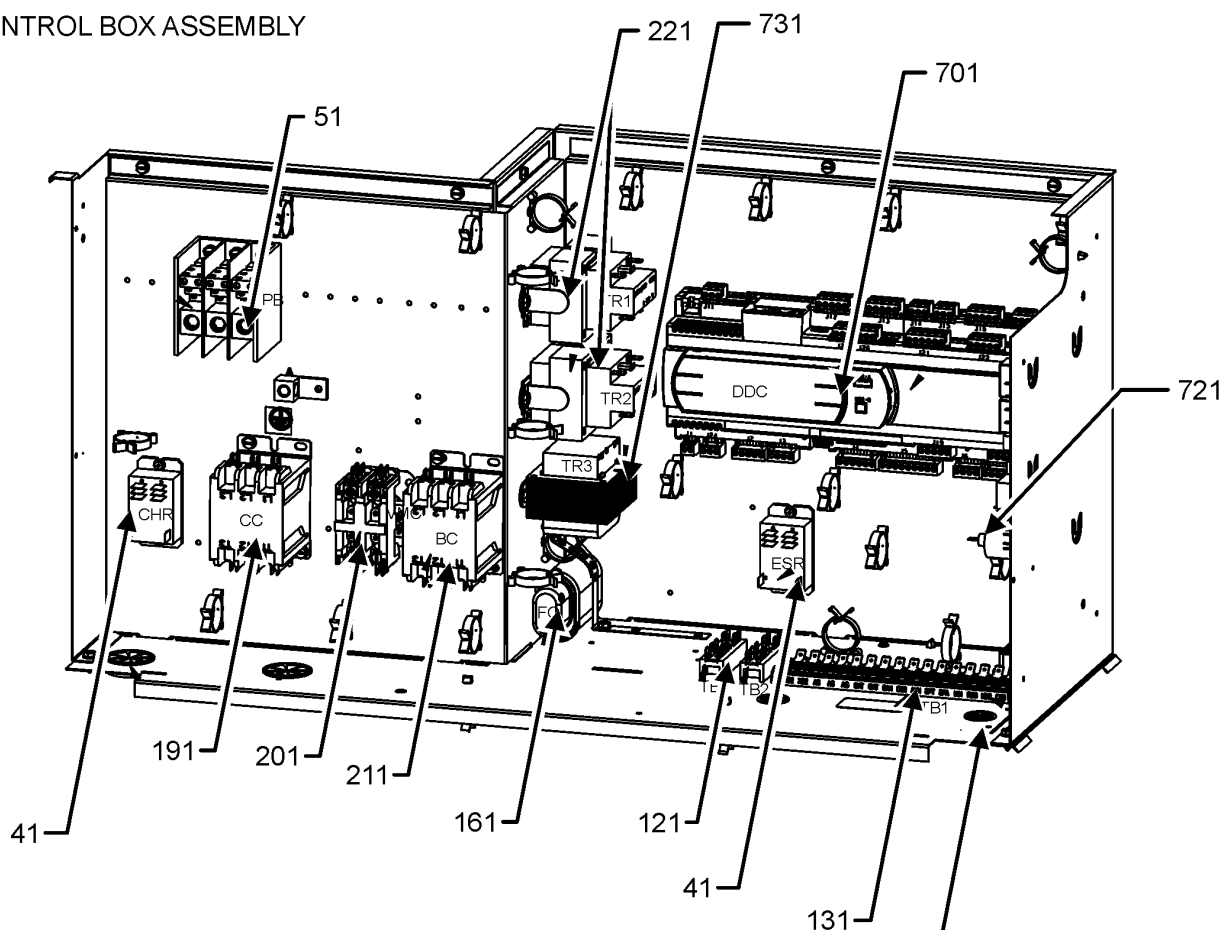 NTROL BOX ASSEMBLY
221
731
701
51
PB
TR1
DDC
TR2
721
TR3
CHR
CC
BC
ESR
TB2
TB1
191
201
211
161
121
41
41
131